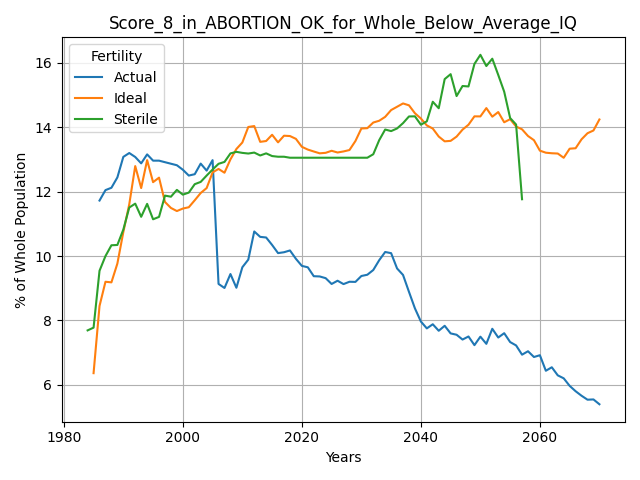 Score_8_in_ABORTION_OK_for_Whole_Below_Average_IQ
Fertility
Actual
Ideal
Sterile
% of Whole Population
16
14
12
10
8
6
1980
2000
2020
2040
2060
Years